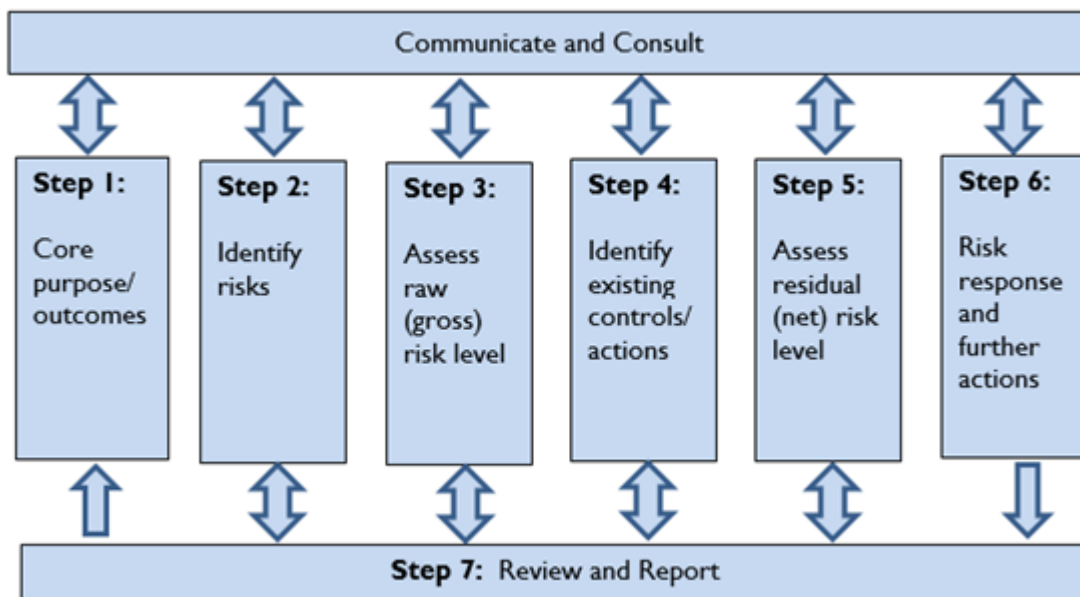 Communicate and Consult
Step 1:
Core
purpose/
outcomes
Step 2:
Identify
risks
Step 3:
Assess
raw
(gross)
risk level
Step 4:
Identify
existing
controls/
actions
Step 5:
Assess
residual
(net) risk
level
Step 6:
Risk
response
and
further
actions
Step 7: Review and Report